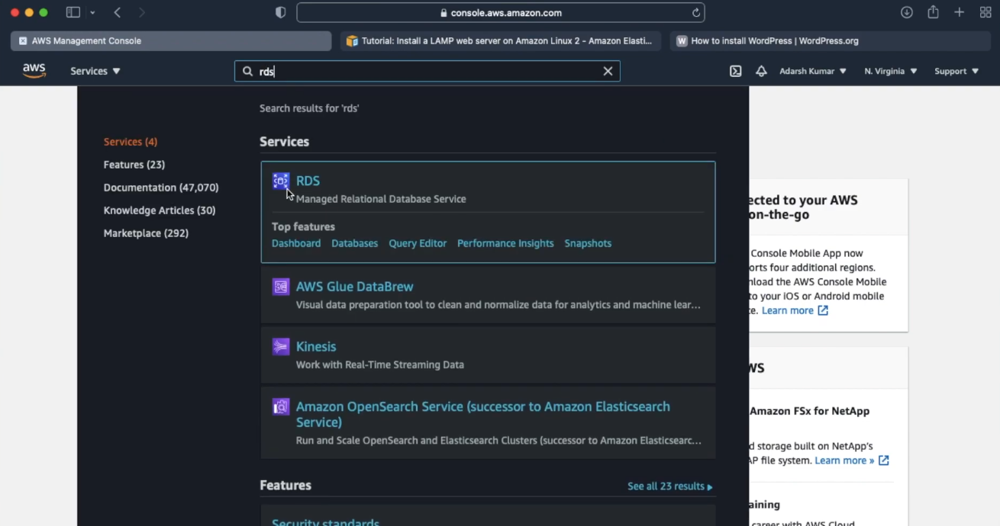 console.aws.amazon.com
AWS Management Console
Tutorial: Install a LAMP web server on Amazon Linux 2 - Amazon Elasti...
W How to install WordPress | WordPress.org
aws Services rds Adarsh Kumar N. Virginia Support
Search results for 'rds'
Services (4)
Features (23)
Documentation (47,070)
Knowledge Articles (30)
Marketplace (292)
Services
RDS
Managed Relational Database Service
Top features
Dashboard Databases Query Editor Performance Insights Snapshots
AWS Glue DataBrew
Visual data preparation tool to clean and normalize data for analytics and machine lear...
Kinesis
Work with Real-Time Streaming Data
Amazon OpenSearch Service (successor to Amazon Elasticsearch
Service)
Run and Scale OpenSearch and Elasticsearch Clusters (successor to Amazon Elasticsearc...
Features
See all 23 results
Security standards
ected to your AWS
on-the-go
Console Mobile App now
orts four additional regions.
nload the AWS Console Mobile
to your iOS or Android mobile
e. Learn more
WS
Amazon FSx for NetApp
d storage built on NetApp's
AP file system. Learn more »
aining
career with AWS Cloud